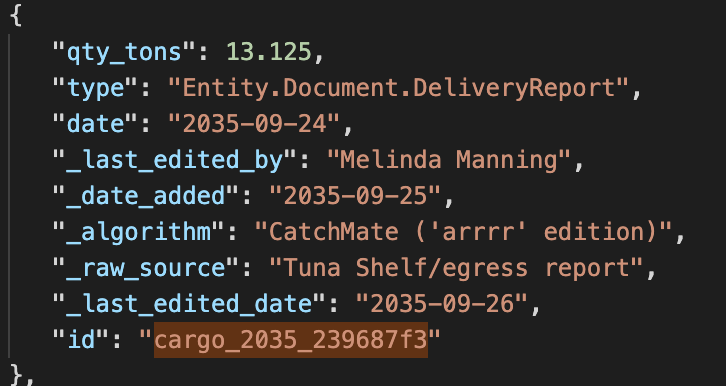 {
"qty_tons": 13.125,
"type": "Entity.Document.DeliveryReport",
"date": "2035-09-24",
"_last_edited_by": "Melinda Manning",
"_date_added": "2035-09-25",
"_algorithm": "CatchMate ('arrrr' edition)",
"_raw_source": "Tuna Shelf/egress report",
"_last_edited_date": "2035-09-26",
"id": "cargo_2035_239687f3"
},